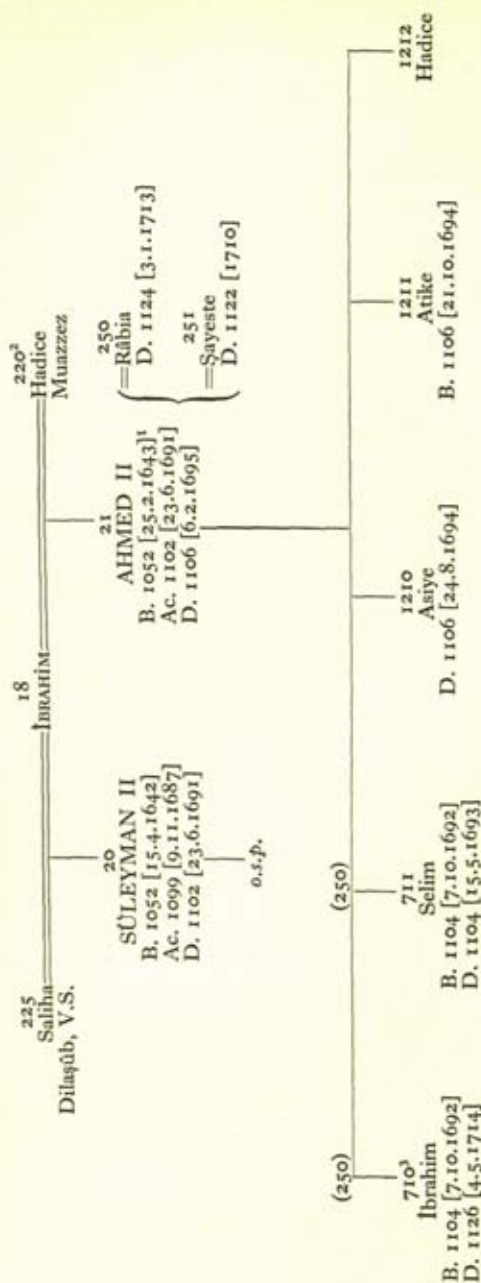 18
İBRAHİM
225
Saliha
Dilaşûb, V.S.
220²
Hadice
Muazzez
20
SÜLEYMAN II
B. 1052 [15.4.1642]
Ac. 1099 [9.11.1687]
D. 1102 [23.6.1691]
o.s.p.
21
AHMED II
B. 1052 [25.2.1643]¹
Ac. 1102 [23.6.1691]
D. 1106 [6.2.1695]
250
=Râbia
D. 1124 [3.1.1713]
251
=Şayeste
D. 1122 [1710]
(250)
710³
İbrahim
B. 1104 [7.10.1692]
D. 1126 [4.5.1714]
(250)
711
Selim
B. 1104 [7.10.1692]
D. 1104 [15.5.1693]
1210
Asiye
D. 1106 [24.8.1694]
1211
Atike
B. 1106 [21.10.1694]
1212
Hadice